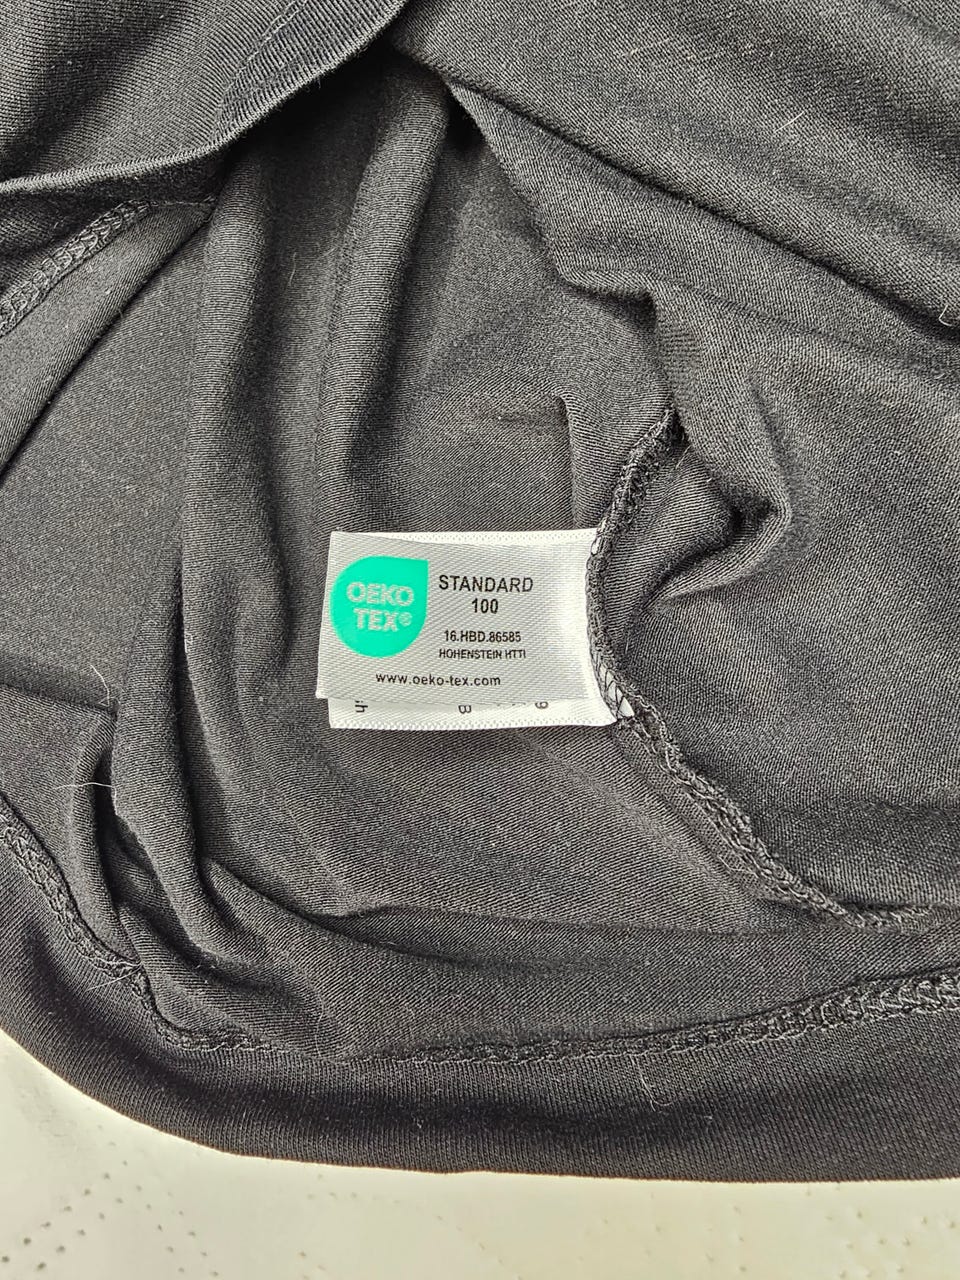 OEKO
TEX®
STANDARD
100
16.HBD.86585
HOHENSTEIN HTTI
www.oeko-tex.com